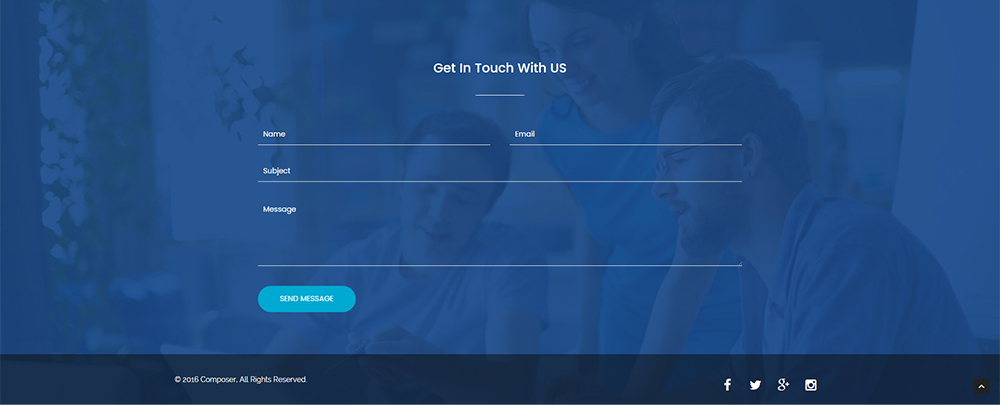 Get In Touch With US
Name
Email
Subject
Message
SEND MESSAGE
© 2016 Composer, All Rights Reserved.